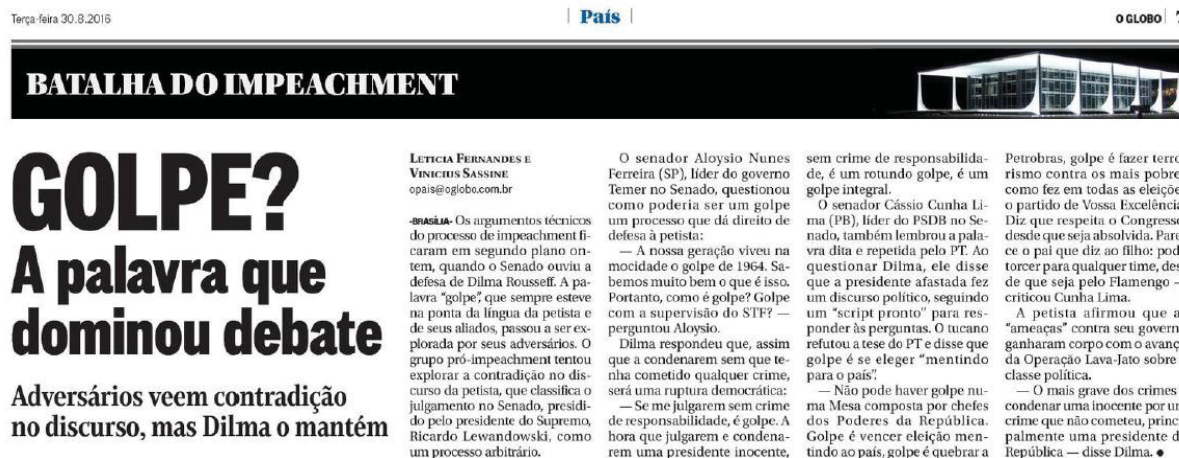 Terça-feira 30.8.2016
País
O GLOBO
BATALHA DO IMPEACHMENT
GOLPE?
A palavra que
dominou debate
Adversários veem contradição
no discurso, mas Dilma o mantém
LETICIA FERNANDES E
VINICIUS SASSINE
opais@oglobo.com.br
-BRASÍLIA- Os argumentos técnicos
do processo de impeachment fi-
caram em segundo plano on-
tem, quando o Senado ouviu a
defesa de Dilma Rousseff. A pa-
lavra “golpe”, que sempre esteve
na ponta da língua da petista e
de seus aliados, passou a ser ex-
plorada por seus adversários. O
grupo pró-impeachment tentou
explorar a contradição no dis-
curso da petista, que classifica o
julgamento no Senado, presidi-
do pelo presidente do Supremo,
Ricardo Lewandowski, como
um processo arbitrário.
O senador Aloysio Nunes
Ferreira (SP), líder do governo
Temer no Senado, questionou
como poderia ser um golpe
um processo que dá direito de
defesa à petista:
— A nossa geração viveu na
mocidade o golpe de 1964. Sa-
bemos muito bem o que é isso.
Portanto, como é golpe? Golpe
com a supervisão do STF? —
perguntou Aloysio.
Dilma respondeu que, assim
que a condenarem sem que te-
nha cometido qualquer crime,
será uma ruptura democrática:
— Se me julgarem sem crime
de responsabilidade, é golpe. A
hora que julgarem e condena-
rem uma presidente inocente,
sem crime de responsabilida-
de, é um rotundo golpe, é um
golpe integral.
O senador Cássio Cunha Li-
ma (PB), líder do PSDB no Se-
nado, também lembrou a pala-
vra dita e repetida pelo PT. Ao
questionar Dilma, ele disse
que a presidente afastada fez
um discurso político, seguindo
um “script pronto” para res-
ponder às perguntas. O tucano
refutou a tese do PT e disse que
golpe é se eleger “mentindo
para o país”.
— Não pode haver golpe nu-
ma Mesa composta por chefes
dos Poderes da República.
Golpe é vencer eleição men-
tindo ao país, golpe é quebrar a
Petrobras, golpe é fazer terro
rismo contra os mais pobre
como fez em todas as eleiçõe
o partido de Vossa Excelência
Diz que respeita o Congresso
desde que seja absolvida. Pare
ce o pai que diz ao filho: pod
torcer para qualquer time, des
de que seja pelo Flamengo —
criticou Cunha Lima.
A petista afirmou que a
“ameaças” contra seu govern
ganharam corpo com o avanç
da Operação Lava-Jato sobre
classe política.
— O mais grave dos crimes
condenar uma inocente por un
crime que não cometeu, princi
palmente uma presidente d
República — disse Dilma. ●